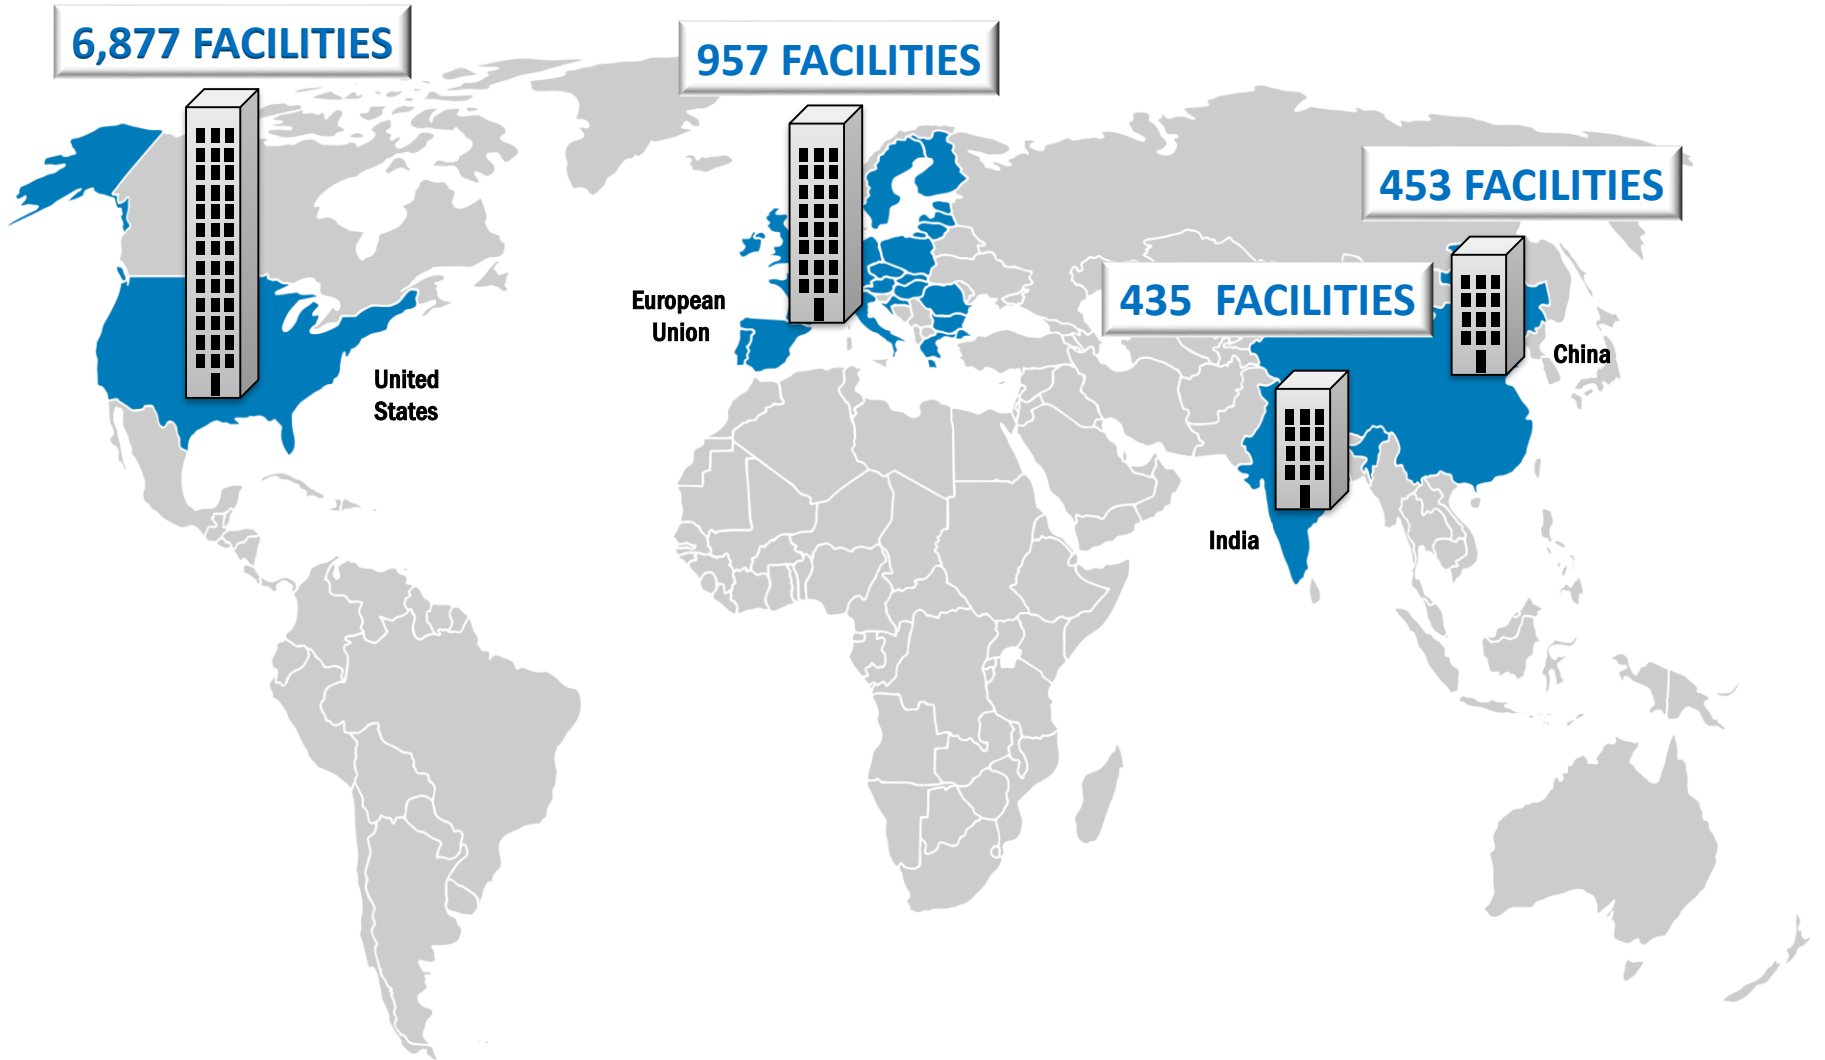 6,877 FACILITIES
957 FACILITIES
453 FACILITIES
435 FACILITIES
European
Union
United
States
China
India